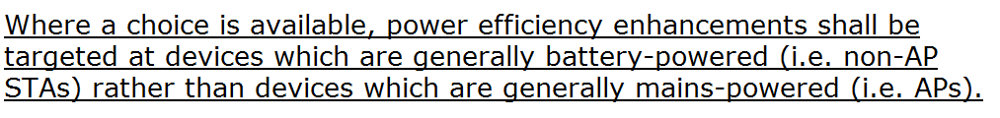 Where a choice is available, power efficiency enhancements shall be
targeted at devices which are generally battery-powered (i.e. non-AP
STAs) rather than devices which are generally mains-powered (i.e. APs).